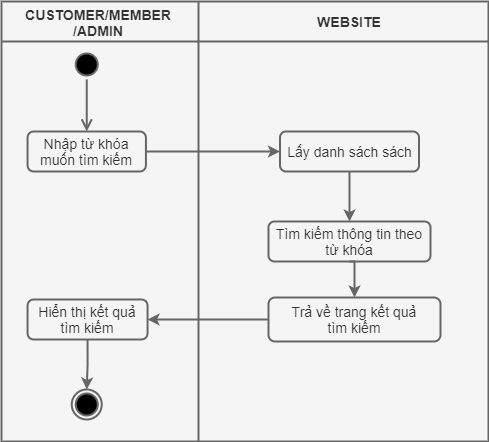 CUSTOMER/MEMBER
/ADMIN
WEBSITE
Nhập từ khóa
muốn tìm kiếm
Lấy danh sách sách
Tìm kiếm thông tin theo
từ khóa
Trả về trang kết quả
tìm kiếm
Hiển thị kết quả
tìm kiếm